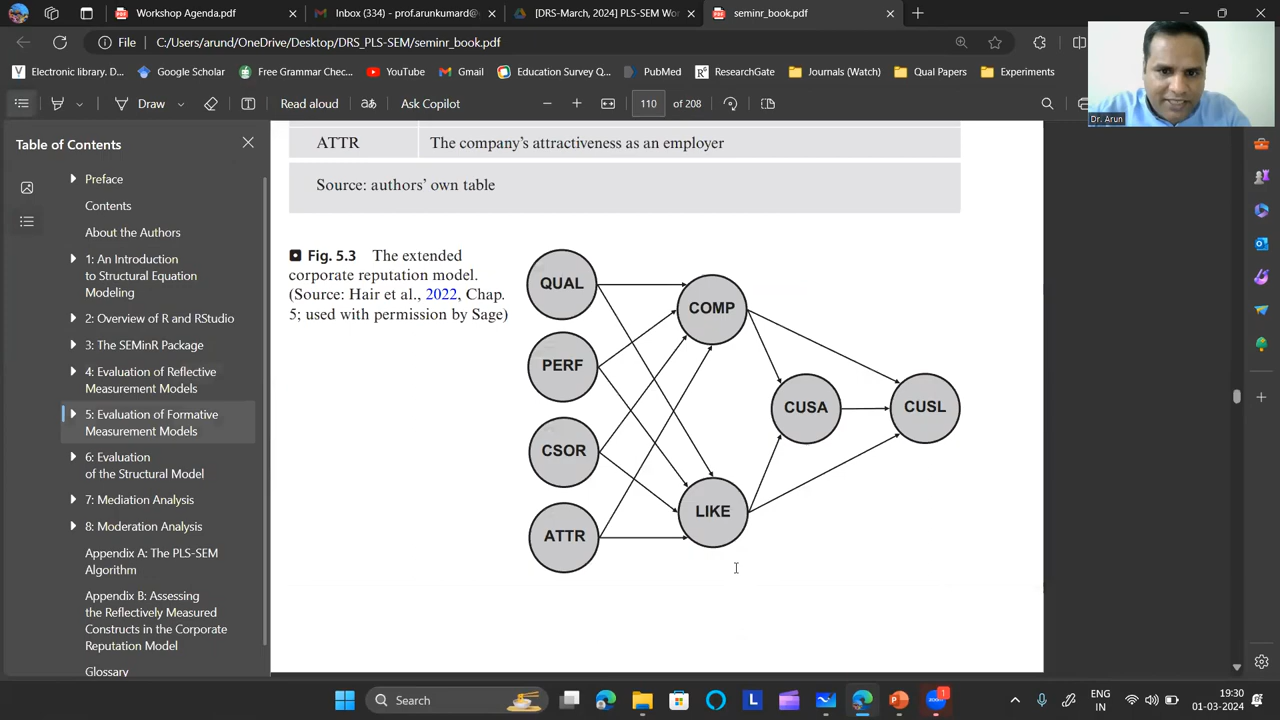 Workshop Agenda.pdf
Inbox (334) - prof.arunkumard@
[DRS-March, 2024] PLS-SEM Wo
seminr_book.pdf
File
C:/Users/arund/OneDrive/Desktop/DRS_PLS-SEM/seminr_book.pdf
Electronic library. D...
Google Scholar
Free Grammar Chec...
YouTube
Gmail
Education Survey Q...
PubMed
ResearchGate
Journals (Watch)
Qual Papers
Experiments
Draw
Read aloud
Ask Copilot
110 of 208
Dr. Arun
Table of Contents
Preface
Contents
About the Authors
1: An Introduction
to Structural Equation
Modeling
2: Overview of R and RStudio
3: The SEMinR Package
4: Evaluation of Reflective
Measurement Models
5: Evaluation of Formative
Measurement Models
6: Evaluation
of the Structural Model
7: Mediation Analysis
8: Moderation Analysis
Appendix A: The PLS-SEM
Algorithm
Appendix B: Assessing
the Reflectively Measured
Constructs in the Corporate
Reputation Model
Glossary
ATTR The company's attractiveness as an employer
Source: authors' own table
Fig. 5.3 The extended
corporate reputation model.
(Source: Hair et al., 2022, Chap.
5; used with permission by Sage)
QUAL
PERF
CSOR
ATTR
COMP
LIKE
CUSA
CUSL
Search
ENG
IN
19:30
01-03-2024